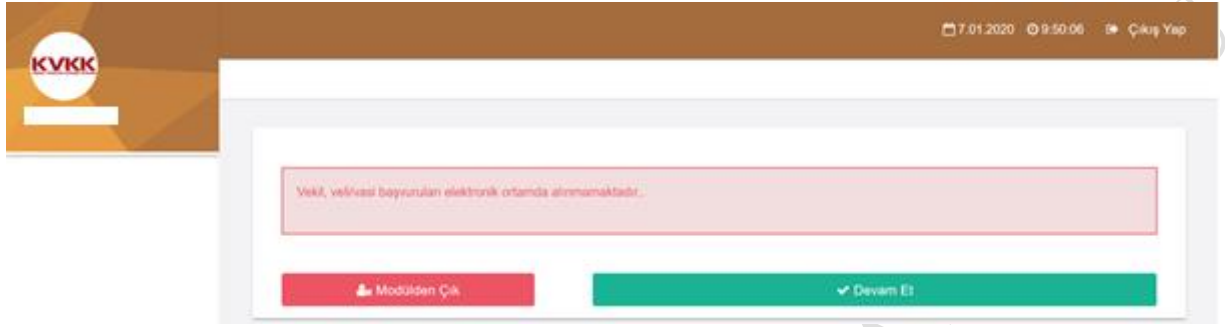 7.01.2020 9:50:06 Çıkış Yap
KVKK
Vekil, veli/vasi başvuruları elektronik ortamda alınmamaktadır..
Modülden Çık
Devam Et